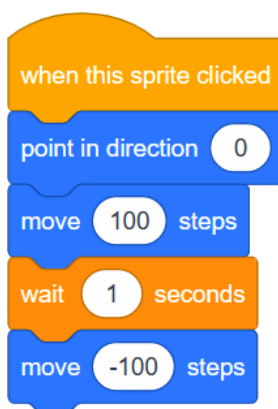 when this sprite clicked
point in direction 0
move 100 steps
wait 1 seconds
move -100 steps